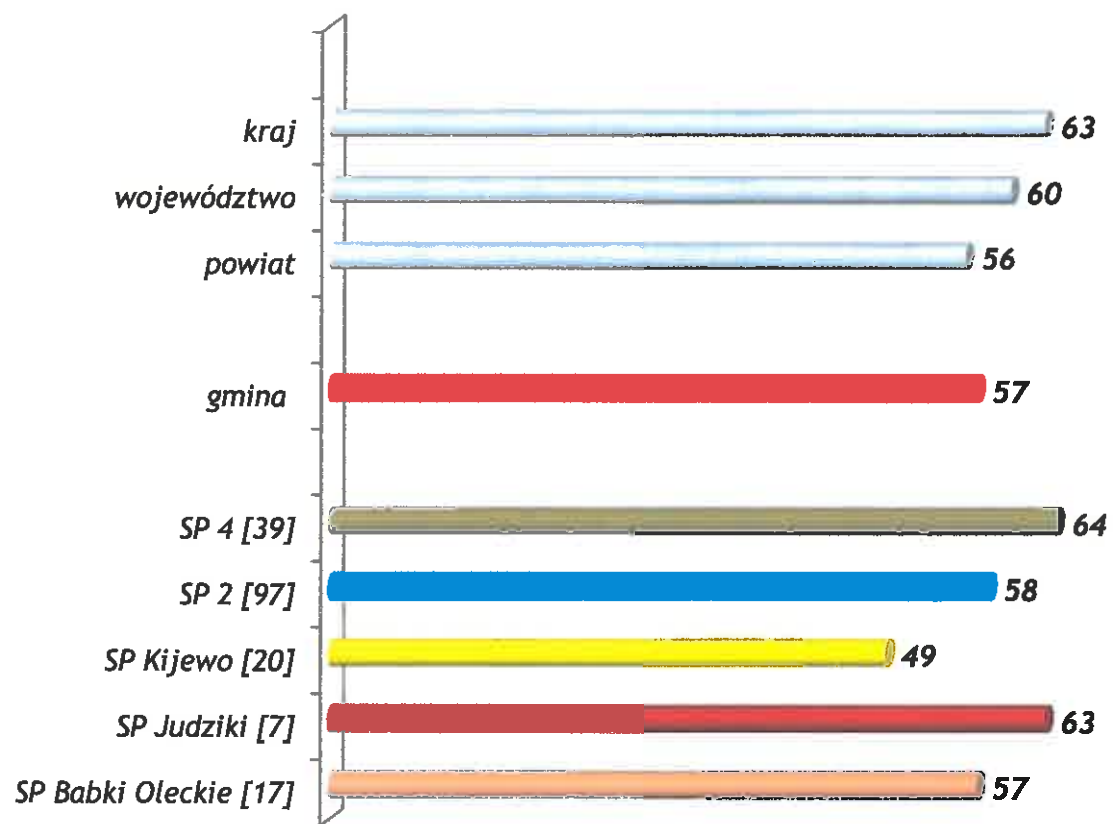 kraj 63
województwo 60
powiat 56
gmina 57
SP 4 [39] 64
SP 2 [97] 58
SP Kijewo [20] 49
SP Judziki [7] 63
SP Babki Oleckie [17] 57